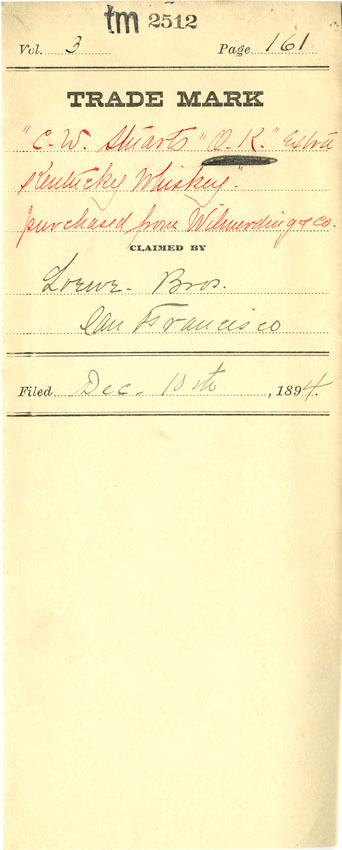 tm 2512
Vol. 3 Page 161
TRADE MARK
"C. W. Stuarts "O. K." Extra
Kentucky Whiskey."
purchased from Wilmerding & Co.
CLAIMED BY
Loewe Bros.
San Francisco
Filed Dec. 10th, 1894.